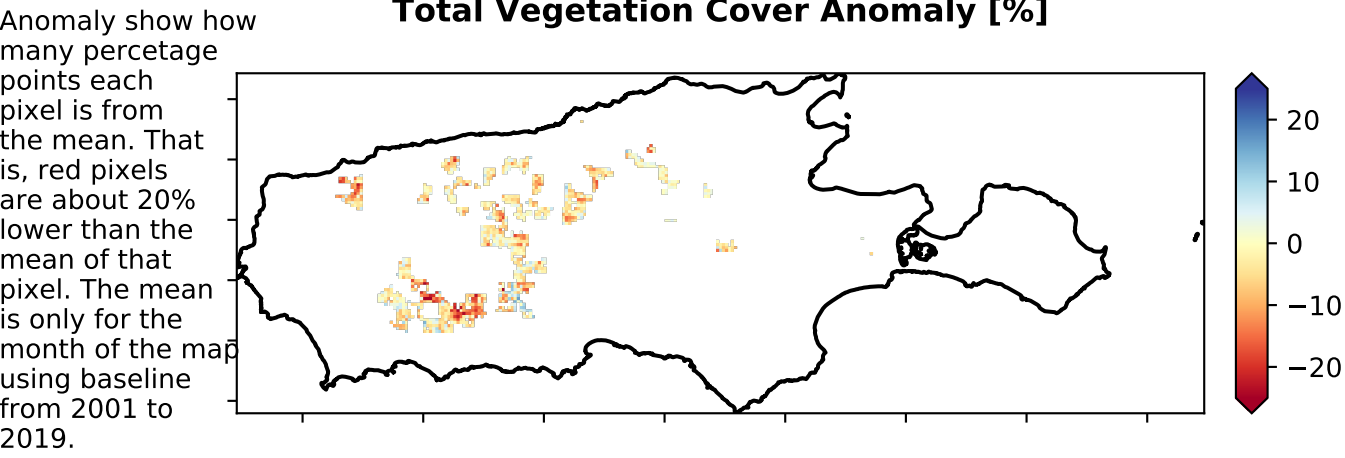 Total Vegetation Cover Anomaly [%]
Anomaly show how
many percetage
points each
pixel is from
the mean. That
is, red pixels
are about 20%
lower than the
mean of that
pixel. The mean
is only for the
month of the map
using baseline
from 2001 to
2019.
20
10
0
−10
−20